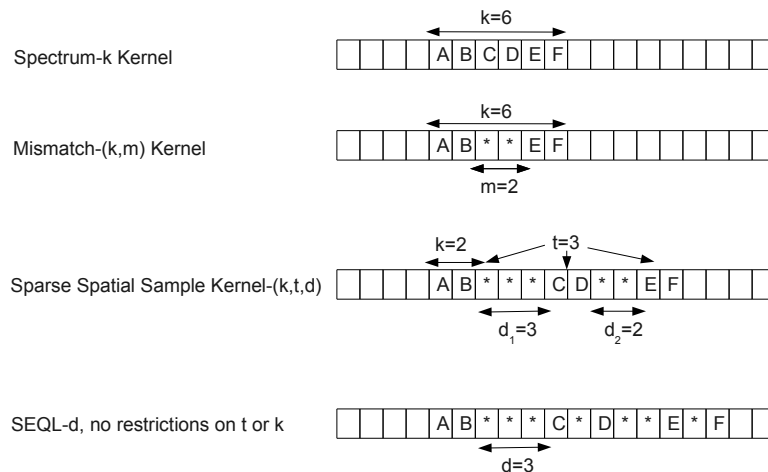 k=6
Spectrum-k Kernel
A B C D E F
k=6
Mismatch-(k,m) Kernel
A B * * E F
m=2
k=2
t=3
Sparse Spatial Sample Kernel-(k,t,d)
A B * * * C D * * E F
d₁=3
d₂=2
SEQL-d, no restrictions on t or k
A B * * * C * D * * E * F
d=3